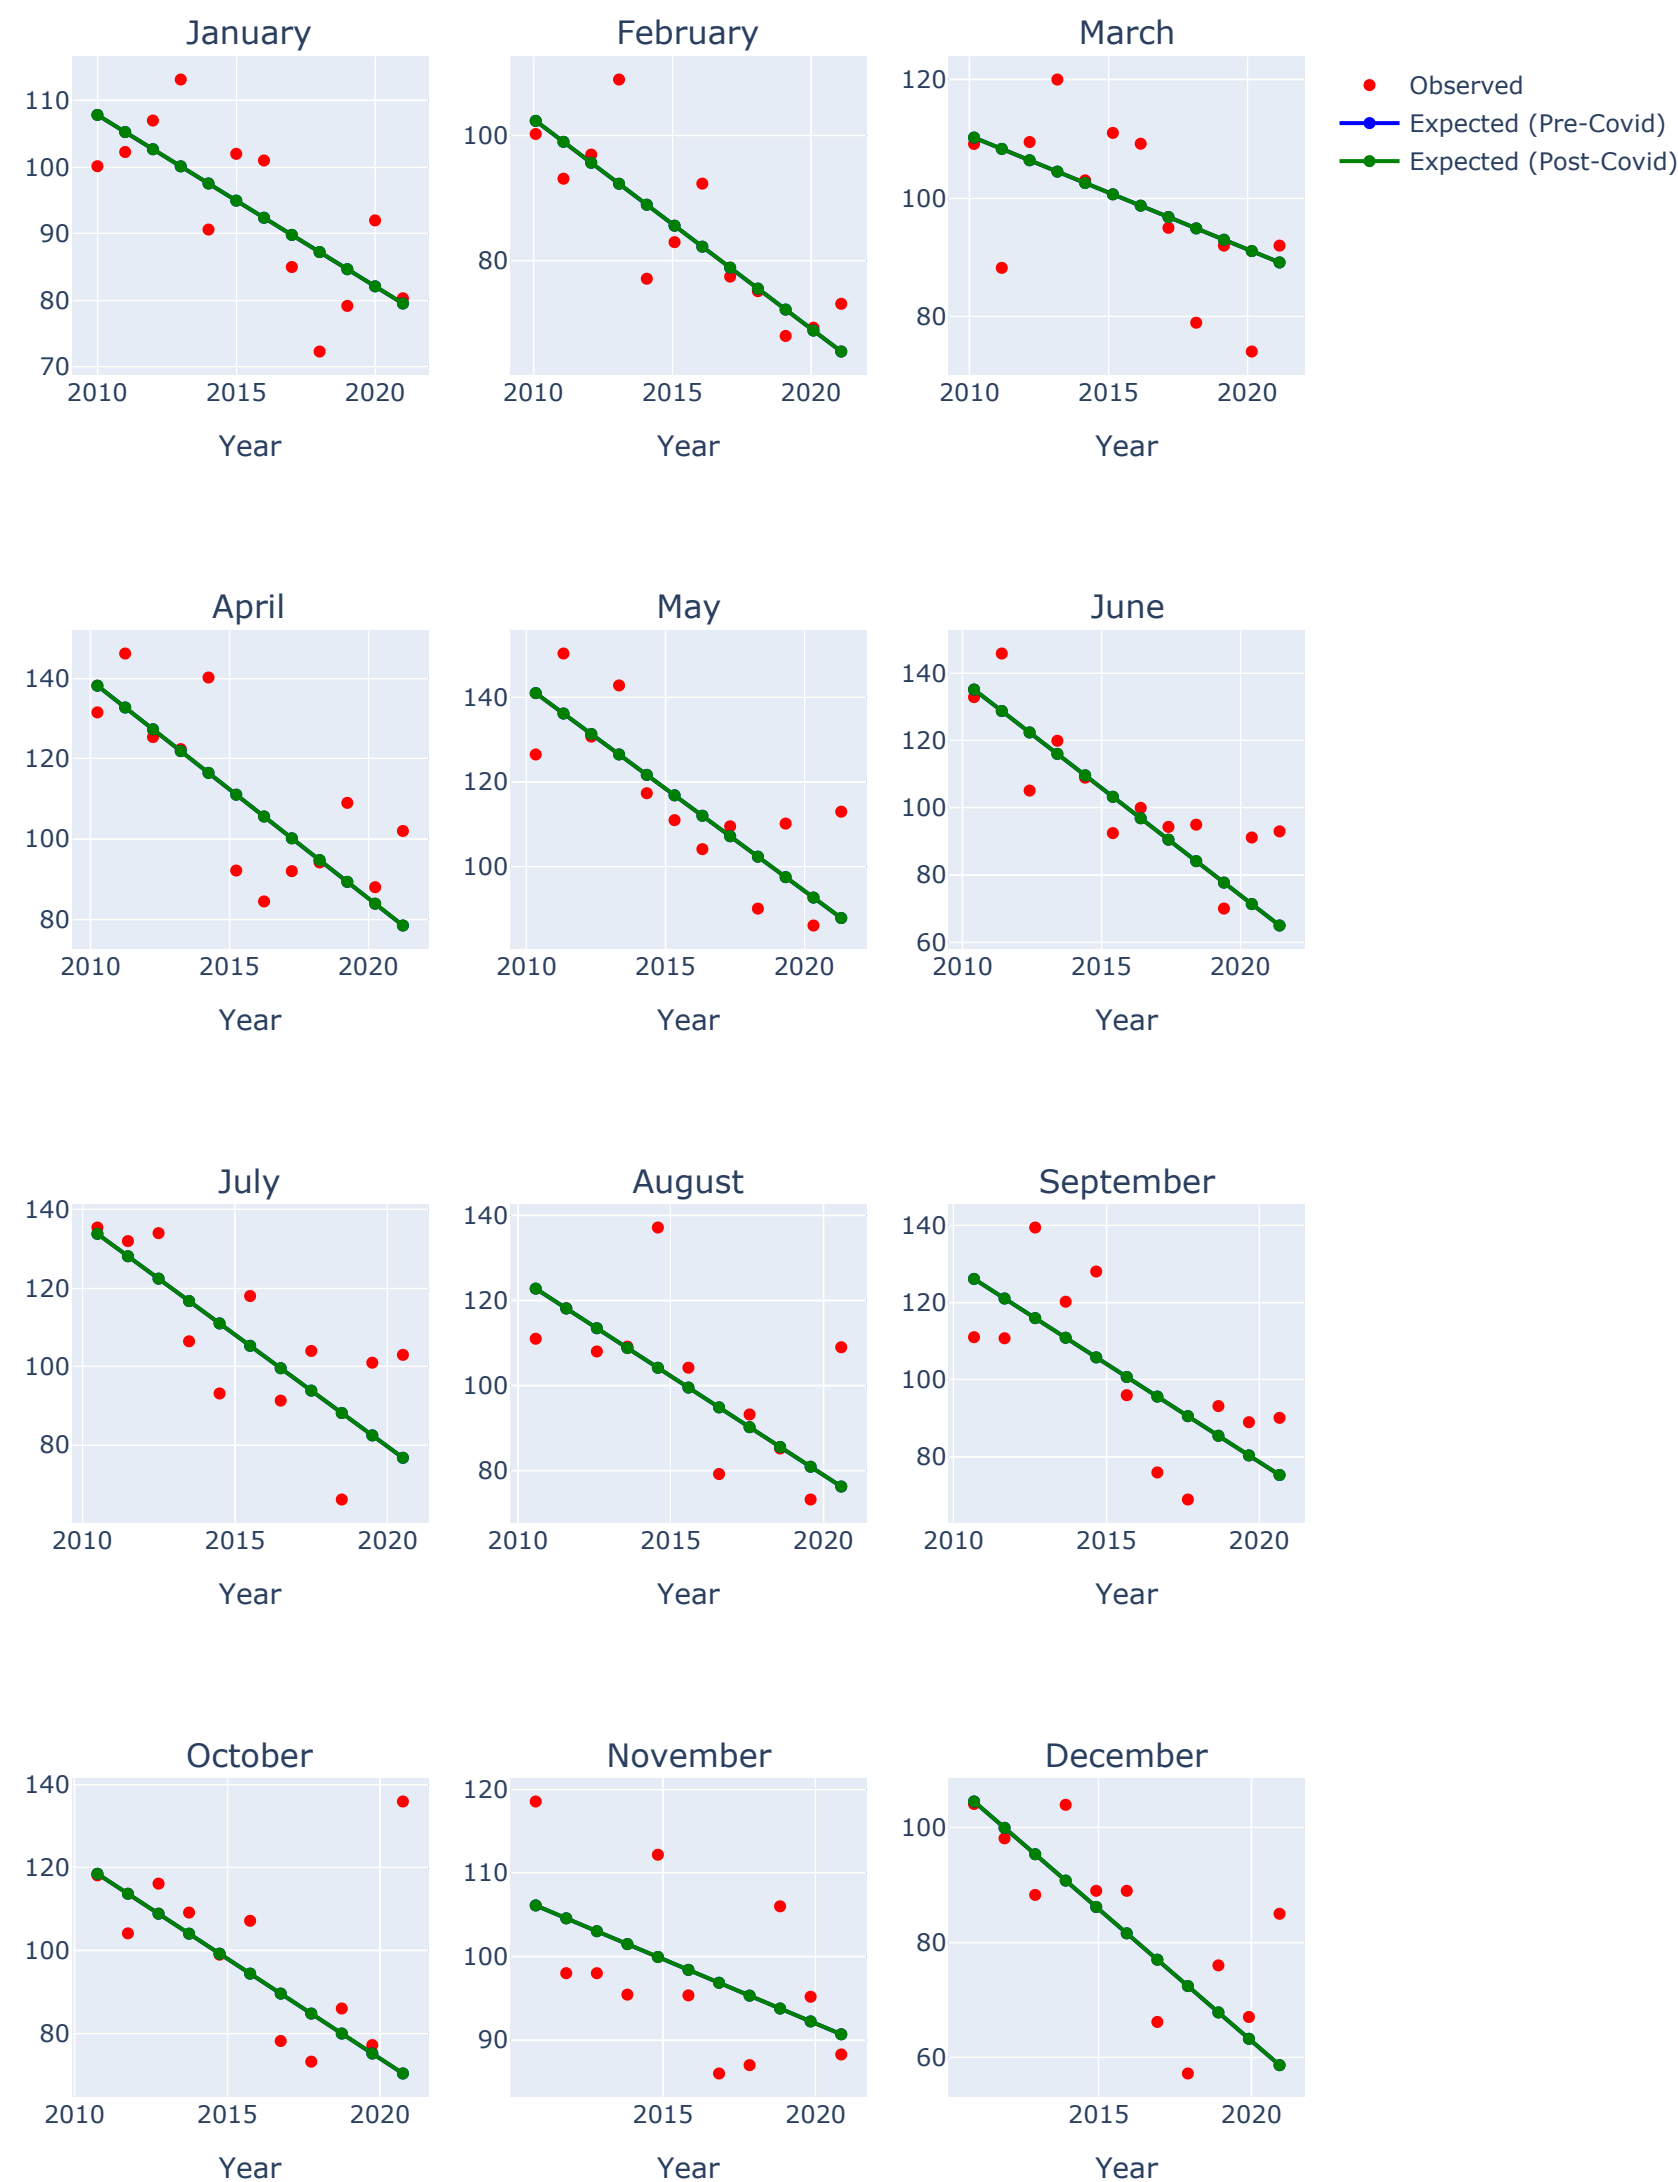 January
February
March
110
100
90
80
70
2010 2015 2020
Year
100
80
2010 2015 2020
Year
120
100
80
2010 2015 2020
Year
Observed
Expected (Pre-Covid)
Expected (Post-Covid)
April
May
June
140
120
100
80
2010 2015 2020
Year
140
120
100
2010 2015 2020
Year
140
120
100
80
60
2010 2015 2020
Year
July
August
September
140
120
100
80
2010 2015 2020
Year
140
120
100
80
2010 2015 2020
Year
140
120
100
80
2010 2015 2020
Year
October
November
December
140
120
100
80
2010 2015 2020
Year
120
110
100
90
2015 2020
Year
100
80
60
2015 2020
Year